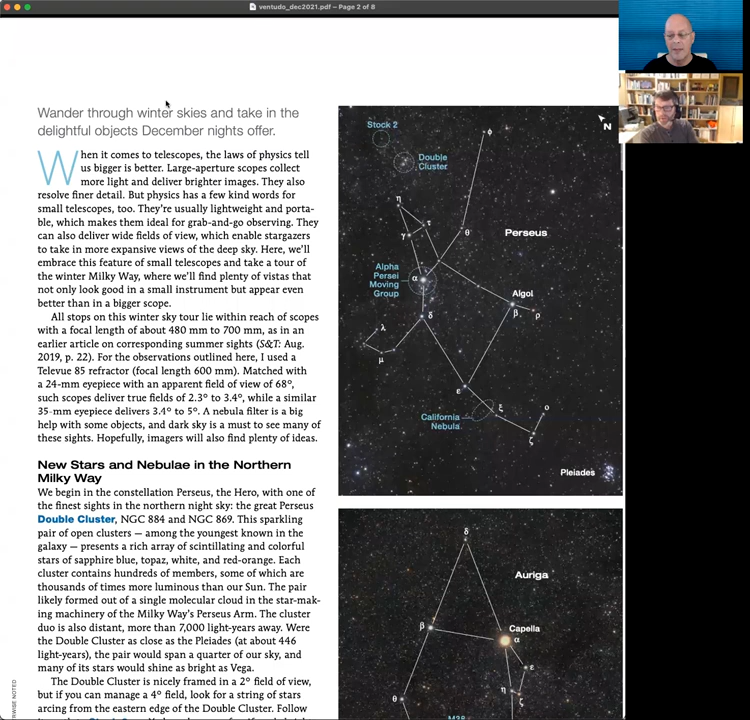 ventudo_dec2021.pdf – Page 2 of 8
Wander through winter skies and take in the
delightful objects December nights offer.
When it comes to telescopes, the laws of physics tell
us bigger is better. Large-aperture scopes collect
more light and deliver brighter images. They also
resolve finer detail. But physics has a few kind words for
small telescopes, too. They're usually lightweight and porta-
ble, which makes them ideal for grab-and-go observing. They
can also deliver wide fields of view, which enable stargazers
to take in more expansive views of the deep sky. Here, we'll
embrace this feature of small telescopes and take a tour of
the winter Milky Way, where we'll find plenty of vistas that
not only look good in a small instrument but appear even
better than in a bigger scope.
All stops on this winter sky tour lie within reach of scopes
with a focal length of about 480 mm to 700 mm, as in an
earlier article on corresponding summer sights (S&T: Aug.
2019, p. 22). For the observations outlined here, I used a
Televue 85 refractor (focal length 600 mm). Matched with
a 24-mm eyepiece with an apparent field of view of 68°,
such scopes deliver true fields of 2.3° to 3.4°, while a similar
35-mm eyepiece delivers 3.4° to 5°. A nebula filter is a big
help with some objects, and dark sky is a must to see many of
these sights. Hopefully, imagers will also find plenty of ideas.
New Stars and Nebulae in the Northern
Milky Way
We begin in the constellation Perseus, the Hero, with one of
the finest sights in the northern night sky: the great Perseus
Double Cluster, NGC 884 and NGC 869. This sparkling
pair of open clusters — among the youngest known in the
galaxy — presents a rich array of scintillating and colorful
stars of sapphire blue, topaz, white, and red-orange. Each
cluster contains hundreds of members, some of which are
thousands of times more luminous than our Sun. The pair
likely formed out of a single molecular cloud in the star-mak-
ing machinery of the Milky Way's Perseus Arm. The cluster
duo is also distant, more than 7,000 light-years away. Were
the Double Cluster as close as the Pleiades (at about 446
light-years), the pair would span a quarter of our sky, and
many of its stars would shine as bright as Vega.
The Double Cluster is nicely framed in a 2° field of view,
but if you can manage a 4° field, look for a string of stars
arcing from the eastern edge of the Double Cluster. Follow
ERWISE NOTED
Stock 2
N
φ
Double
Cluster
η
γ
τ
θ
Perseus
Alpha
Persei
Moving
Group
α
Algol
β
ρ
δ
λ
μ
ε
California
Nebula
ξ
ο
ζ
Pleiades
δ
Auriga
β
Capella
α
ε
η
ζ
θ
M38